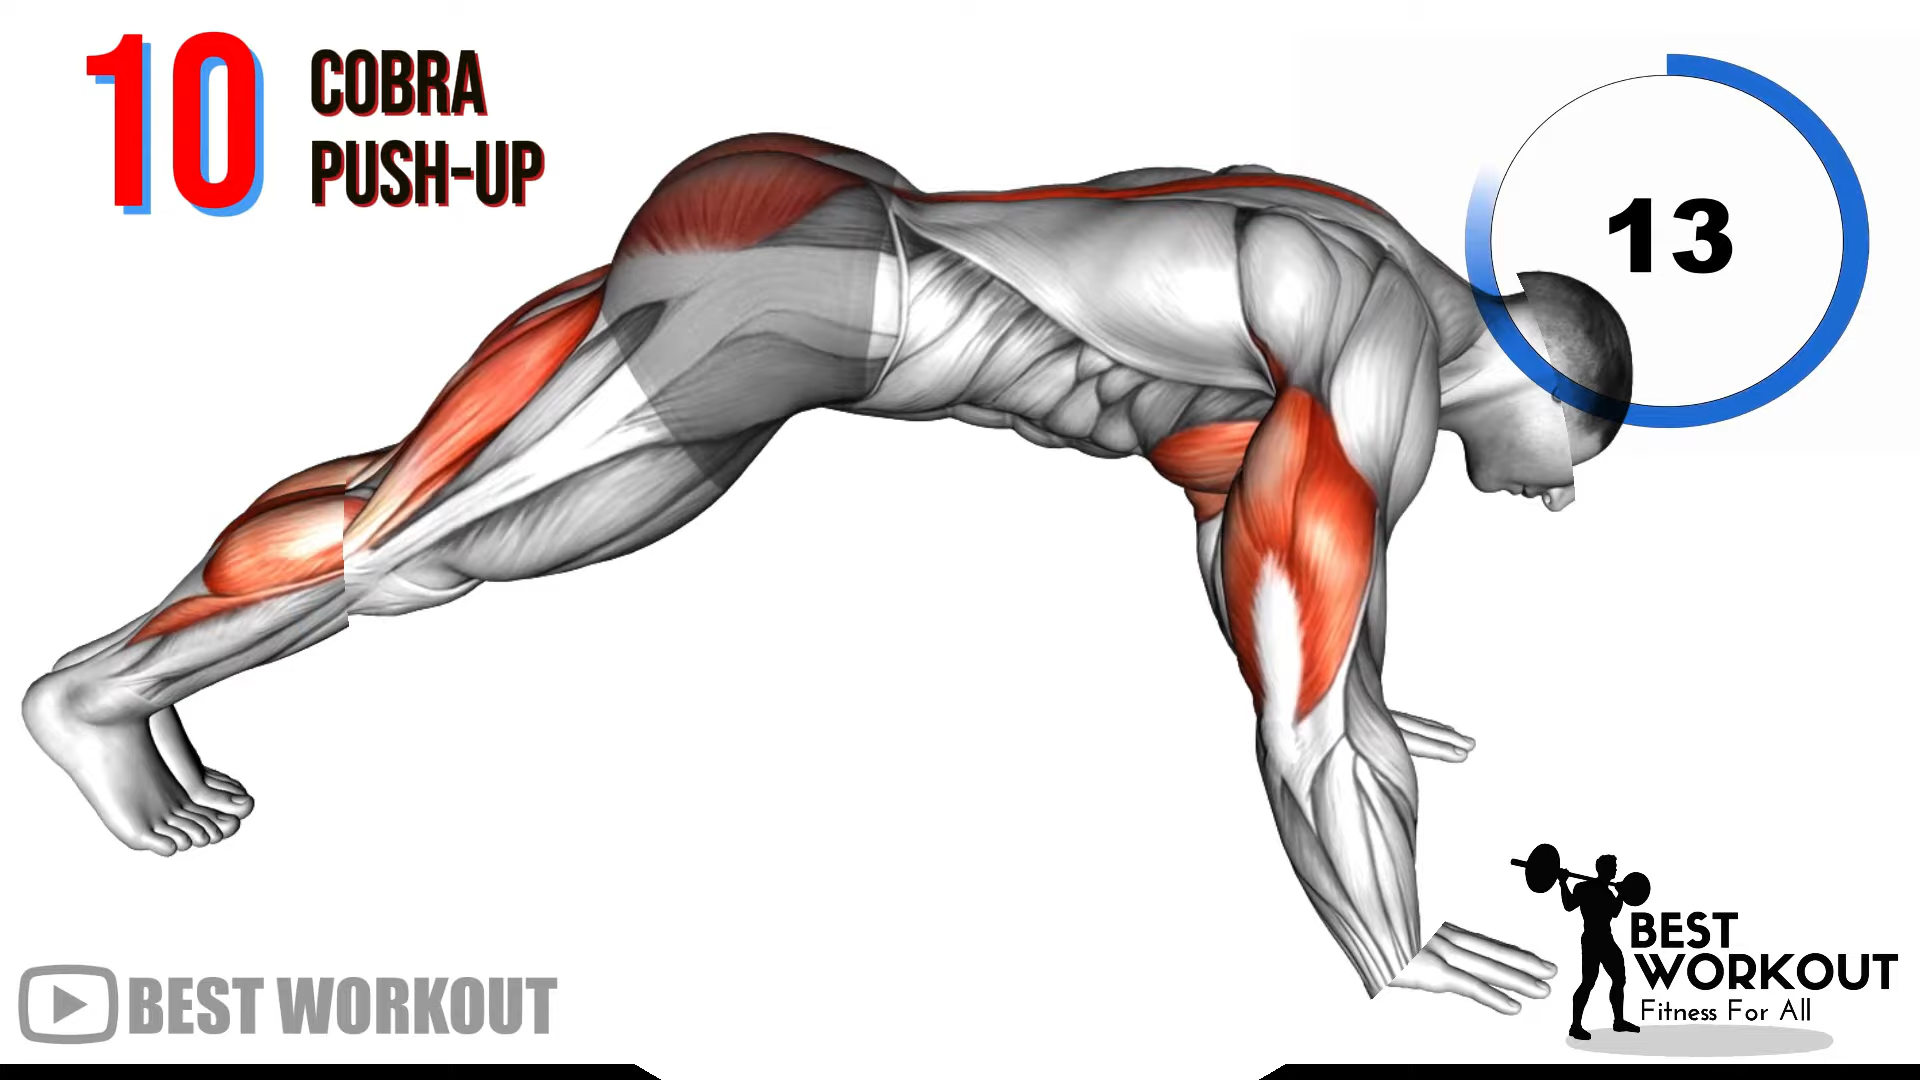 10
COBRA
PUSH-UP
13
BEST WORKOUT
BEST
WORKOUT
Fitness For All